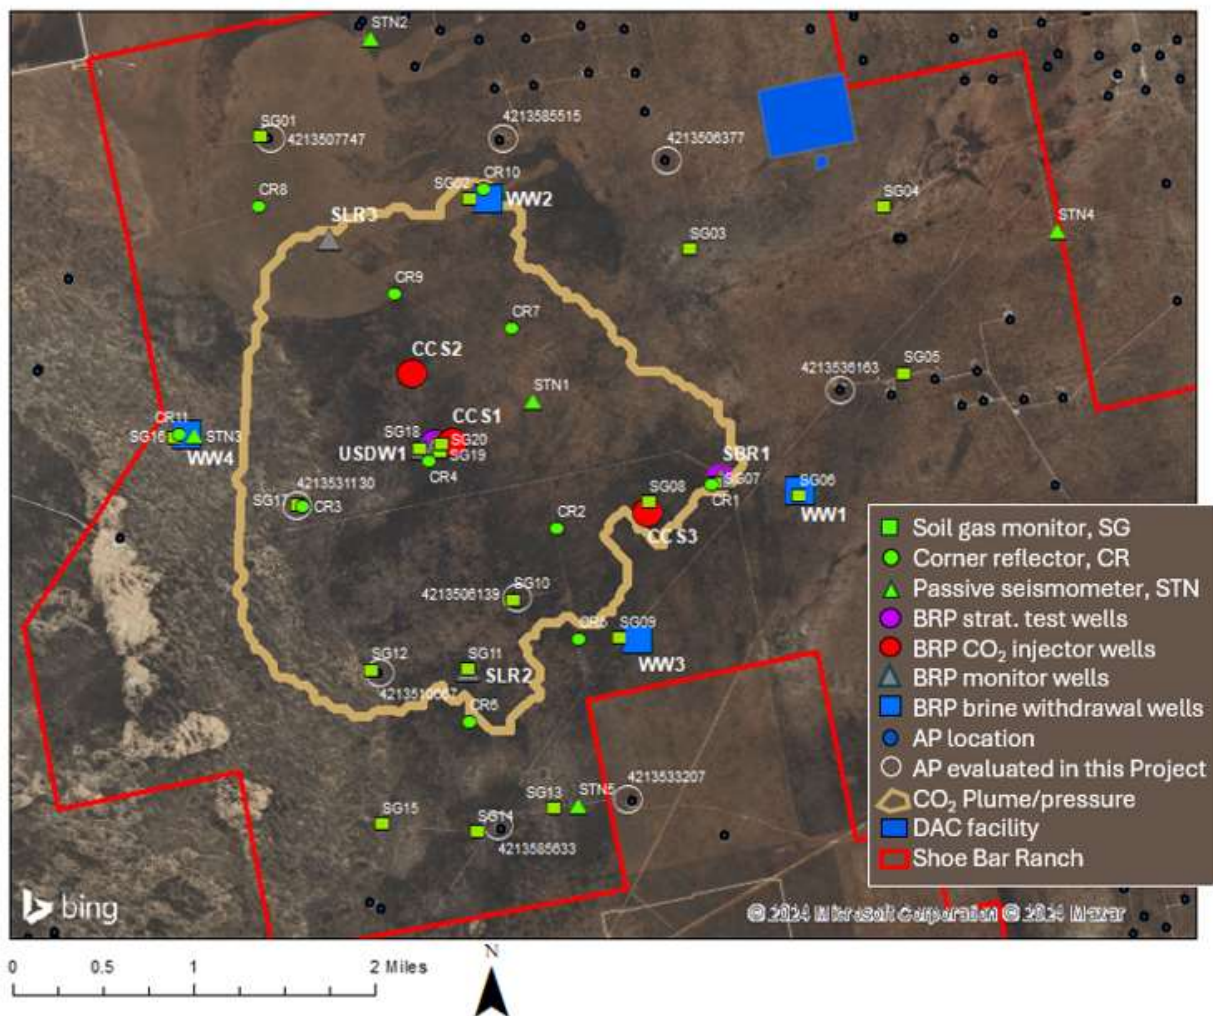 STN2
SG01
4213507747
4213585515
4213506377
CR8
SG02
CR10
WW2
SG04
STN4
SLR3
SG03
CR9
CR7
CCS2
4213536163
SG05
STN1
CR11
SG16
STN3
WW4
SG18
CCS1
SG20
USDW1
SG19
CR4
SBR1
SG07
CR1
SG06
WW1
4213531130
SG17
CR3
SG08
CCS3
CR2
4213506139
SG10
SG09
WW3
SG12
SG11
SLR2
CR6
4213533207
SG13
STN5
SG15
SG14
4213585633
Soil gas monitor, SG
Corner reflector, CR
Passive seismometer, STN
BRP strat. test wells
BRP CO₂ injector wells
BRP monitor wells
BRP brine withdrawal wells
AP location
AP evaluated in this Project
CO₂ Plume/pressure
DAC facility
Shoe Bar Ranch
bing
© 2024 Microsoft Corporation © 2024 Maxar
0 0.5 1 2 Miles
N